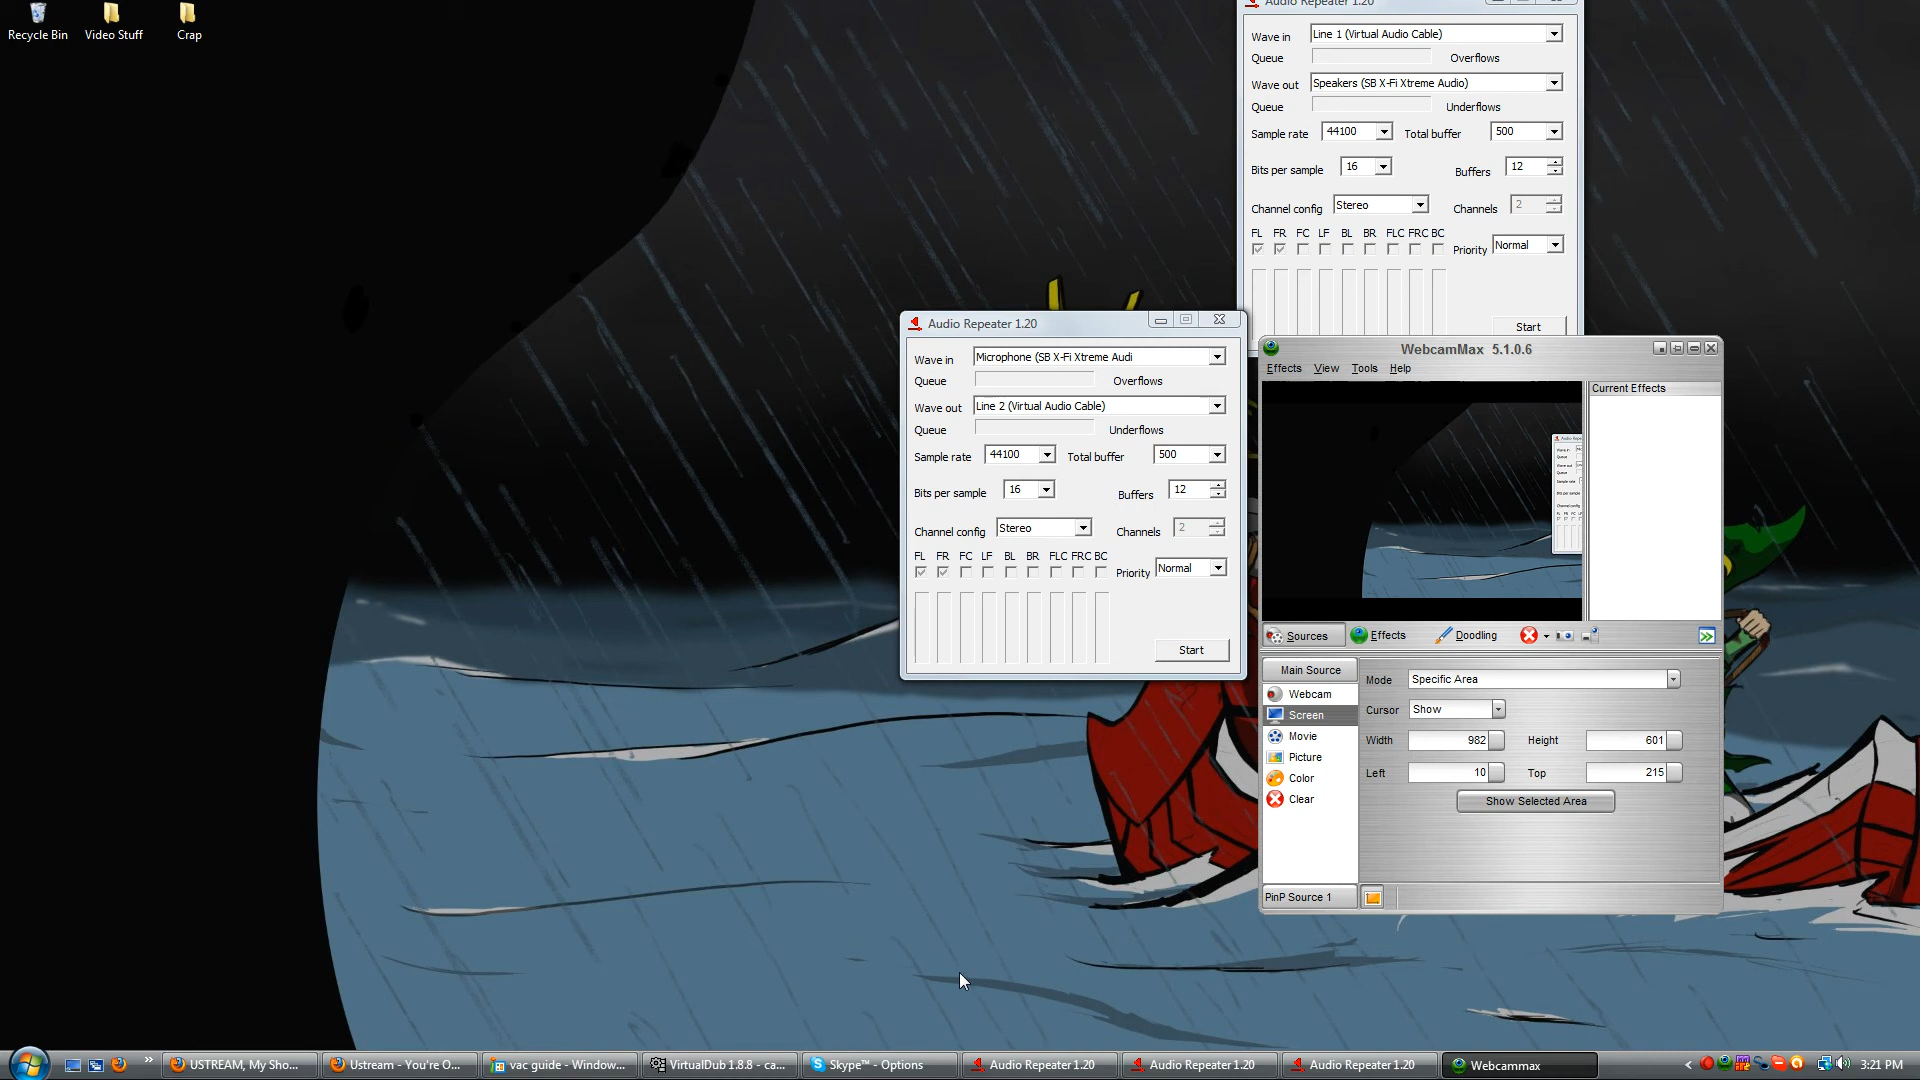 Recycle Bin
Video Stuff
Crap
Audio Repeater 1.20
Wave in Line 1 (Virtual Audio Cable)
Queue Overflows
Wave out Speakers (SB X-Fi Xtreme Audio)
Queue Underflows
Sample rate 44100 Total buffer 500
Bits per sample 16 Buffers 12
Channel config Stereo Channels 2
FL FR FC LF BL BR FLC FRC BC
Priority Normal
Start
Audio Repeater 1.20
Wave in Microphone (SB X-Fi Xtreme Audi
Queue Overflows
Wave out Line 2 (Virtual Audio Cable)
Queue Underflows
Sample rate 44100 Total buffer 500
Bits per sample 16 Buffers 12
Channel config Stereo Channels 2
FL FR FC LF BL BR FLC FRC BC
Priority Normal
Start
WebcamMax 5.1.0.6
Effects View Tools Help
Current Effects
Sources Effects Doodling
Main Source
Webcam
Screen
Movie
Picture
Color
Clear
PinP Source 1
Mode Specific Area
Cursor Show
Width 982 Height 601
Left 10 Top 215
Show Selected Area
USTREAM, My Sho...
Ustream - You're O...
vac guide - Window...
VirtualDub 1.8.8 - ca...
Skype™ - Options
Audio Repeater 1.20
Audio Repeater 1.20
Audio Repeater 1.20
Webcammax
3:21 PM